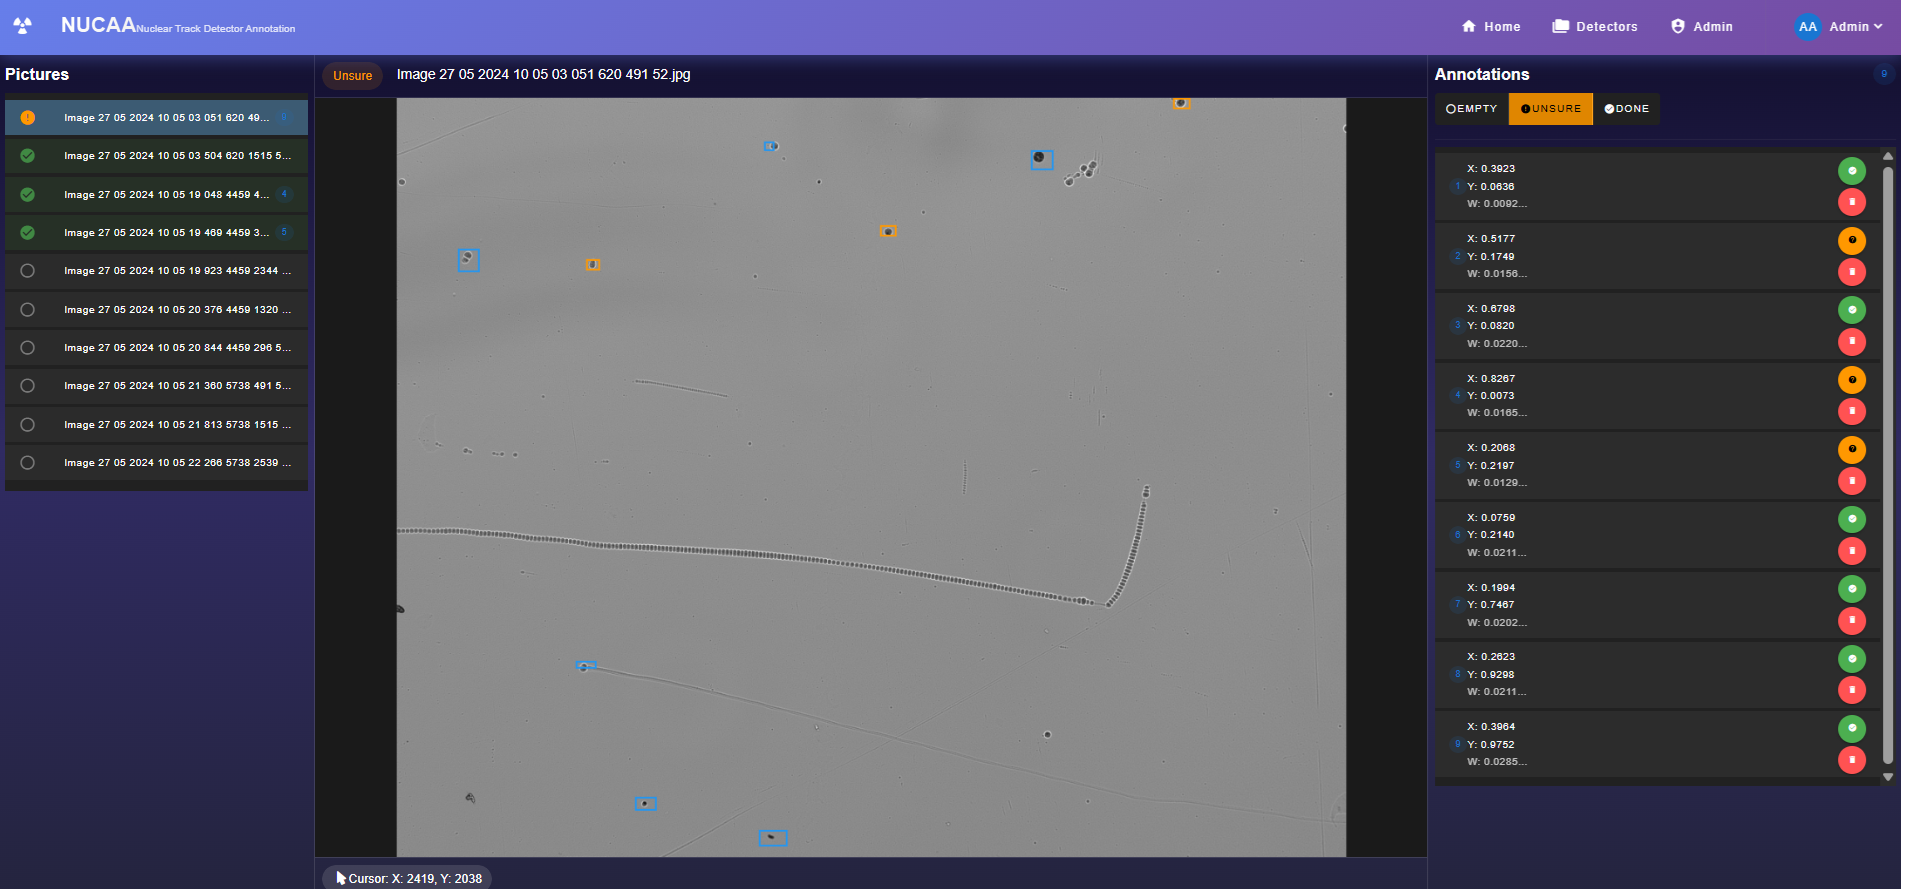 NUCAA Nuclear Track Detector Annotation
Home
Detectors
Admin
AA
Admin
Pictures
Image 27 05 2024 10 05 03 051 620 49... 9
Image 27 05 2024 10 05 03 504 620 1515 5...
Image 27 05 2024 10 05 19 048 4459 4... 4
Image 27 05 2024 10 05 19 469 4459 3... 5
Image 27 05 2024 10 05 19 923 4459 2344 ...
Image 27 05 2024 10 05 20 376 4459 1320 ...
Image 27 05 2024 10 05 20 844 4459 296 5...
Image 27 05 2024 10 05 21 360 5738 491 5...
Image 27 05 2024 10 05 21 813 5738 1515 ...
Image 27 05 2024 10 05 22 266 5738 2539 ...
Unsure
Image 27 05 2024 10 05 03 051 620 491 52.jpg
Cursor: X: 2419, Y: 2038
Annotations
9
EMPTY
UNSURE
DONE
1
X: 0.3923
Y: 0.0636
W: 0.0092...
2
X: 0.5177
Y: 0.1749
W: 0.0156...
3
X: 0.6798
Y: 0.0820
W: 0.0220...
4
X: 0.8267
Y: 0.0073
W: 0.0165...
5
X: 0.2068
Y: 0.2197
W: 0.0129...
6
X: 0.0759
Y: 0.2140
W: 0.0211...
7
X: 0.1994
Y: 0.7467
W: 0.0202...
8
X: 0.2623
Y: 0.9298
W: 0.0211...
9
X: 0.3964
Y: 0.9752
W: 0.0285...